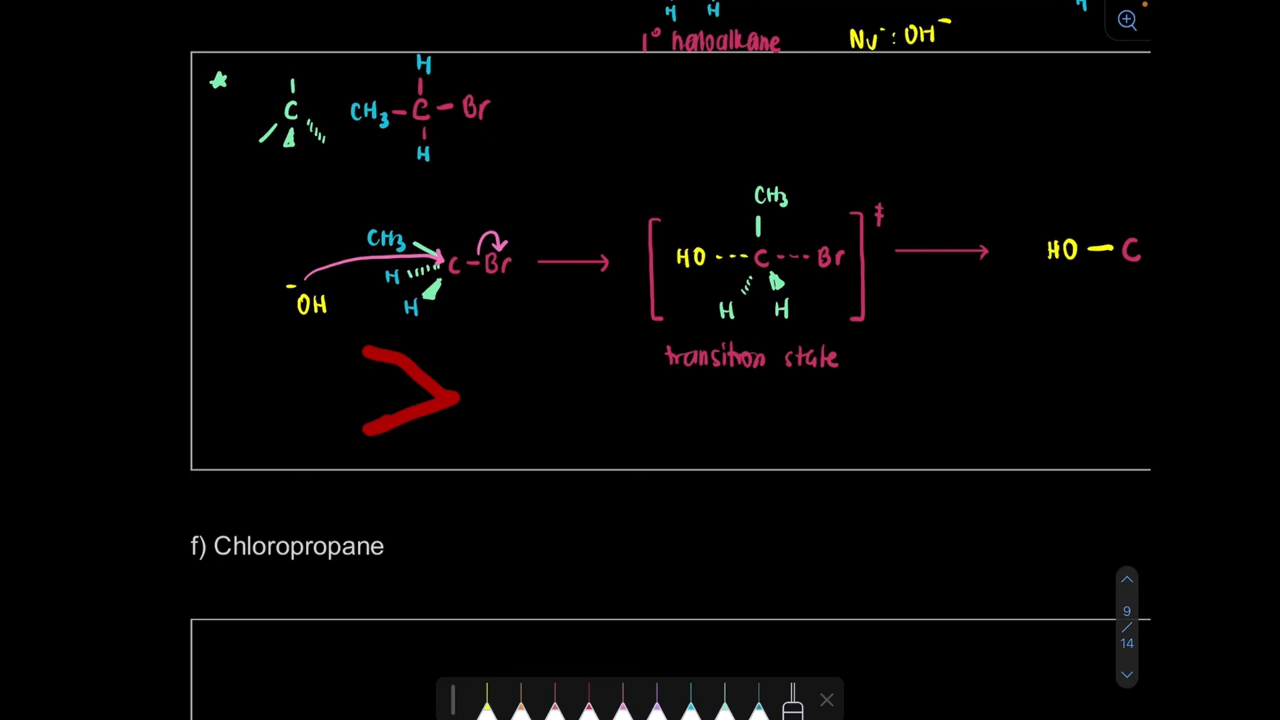 H H H
1° haloalkane Nu⁻ : OH⁻
H
C CH₃ - C - Br
H
CH₃
CH₃ C - Br HO --- C --- Br ‡ HO - C
H
H H H
⁻OH
transition state
f) Chloropropane
9
/
14